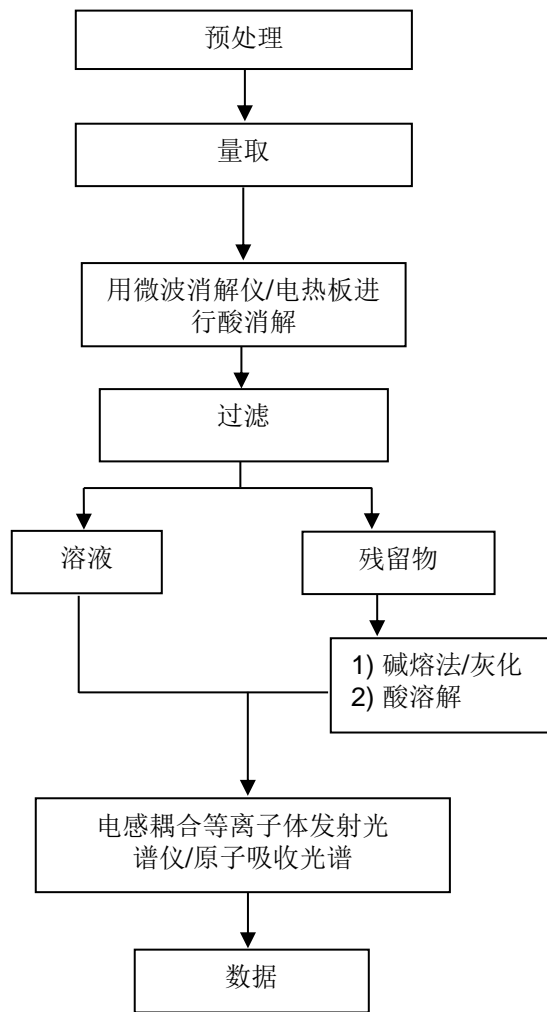 预处理
量取
用微波消解仪/电热板进
行酸消解
过滤
溶液
残留物
1) 碱熔法/灰化
2) 酸溶解
电感耦合等离子体发射光
谱仪/原子吸收光谱
数据